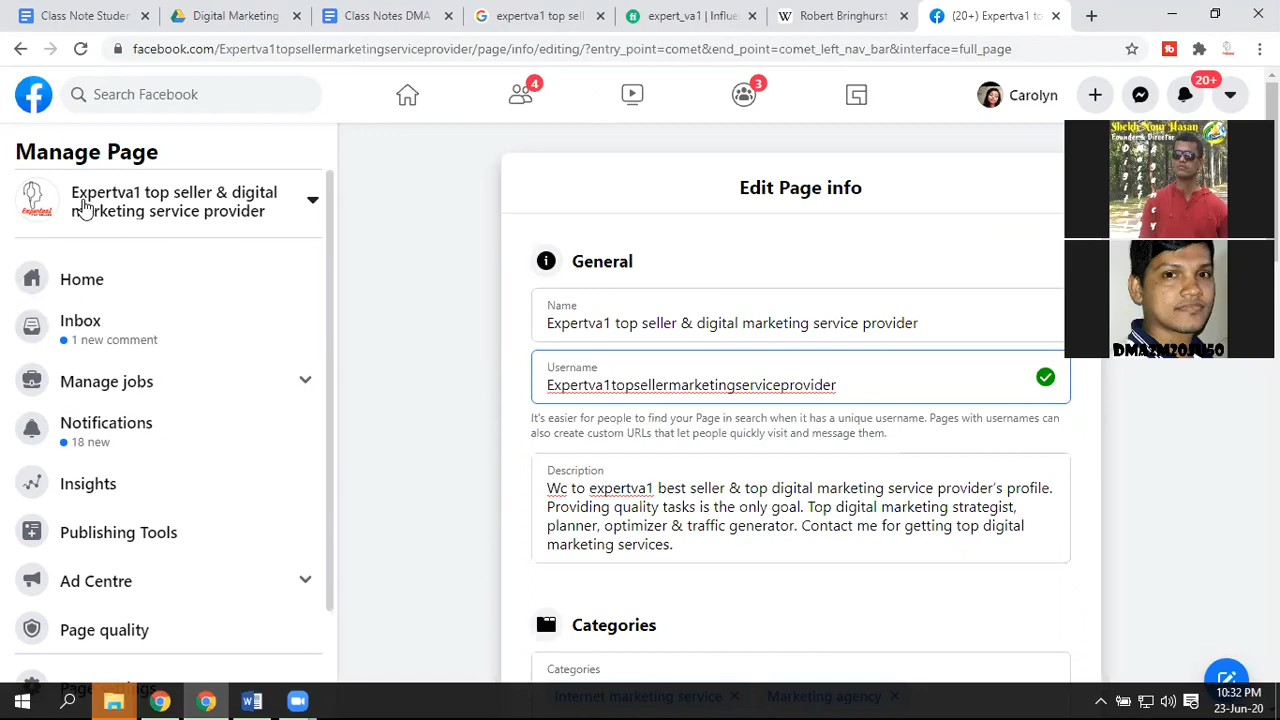 Class Note Studen
Digital Marketing
Class Notes DMA
expertva1 top sell
expert_va1 | Influe
Robert Bringhurst
(20+) Expertva1 to
facebook.com/Expertva1topsellermarketingserviceprovider/page/info/editing/?entry_point=comet&end_point=comet_left_nav_bar&interface=full_page
Search Facebook
4
3
Carolyn
20+
Manage Page
Expertva1 top seller & digital
marketing service provider
Home
Inbox
1 new comment
Manage jobs
Notifications
18 new
Insights
Publishing Tools
Ad Centre
Page quality
Page settings
Edit Page info
General
Name
Expertva1 top seller & digital marketing service provider
Username
Expertva1topsellermarketingserviceprovider
It's easier for people to find your Page in search when it has a unique username. Pages with usernames can
also create custom URLs that let people quickly visit and message them.
Description
Wc to expertva1 best seller & top digital marketing service provider's profile.
Providing quality tasks is the only goal. Top digital marketing strategist,
planner, optimizer & traffic generator. Contact me for getting top digital
marketing services.
Categories
Categories
Internet marketing service
Marketing agency
Founder & Director
DMA2M20JU50
10:32 PM
23-Jun-20